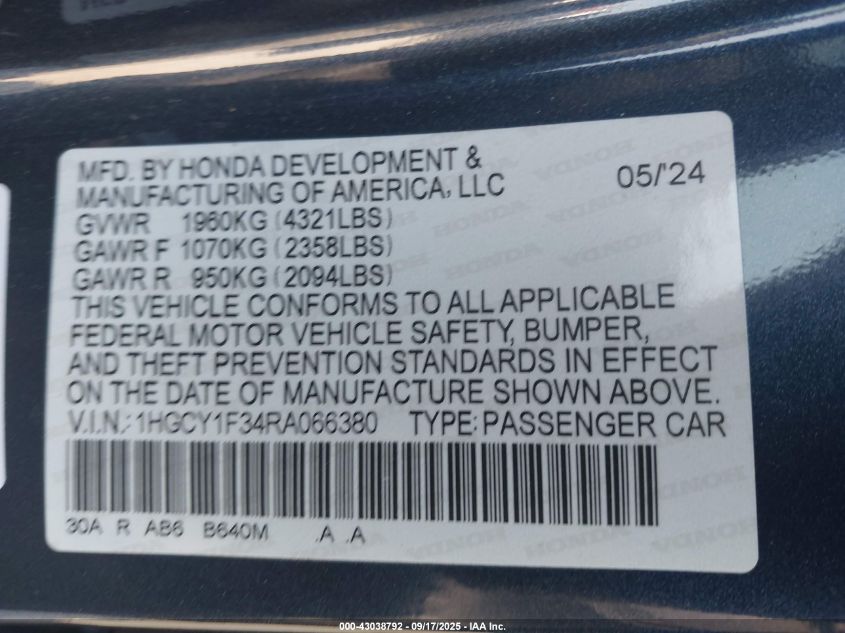 MFD. BY HONDA DEVELOPMENT &
MANUFACTURING OF AMERICA, LLC 05/'24
GVWR 1960KG (4321LBS)
GAWR F 1070KG (2358LBS)
GAWR R 950KG (2094LBS)
THIS VEHICLE CONFORMS TO ALL APPLICABLE
FEDERAL MOTOR VEHICLE SAFETY, BUMPER,
AND THEFT PREVENTION STANDARDS IN EFFECT
ON THE DATE OF MANUFACTURE SHOWN ABOVE.
V.I.N.: 1HGCY1F34RA066380 TYPE: PASSENGER CAR
30A R AB6 B640M .A .A
000-43038792 - 09/17/2025 - IAA Inc.